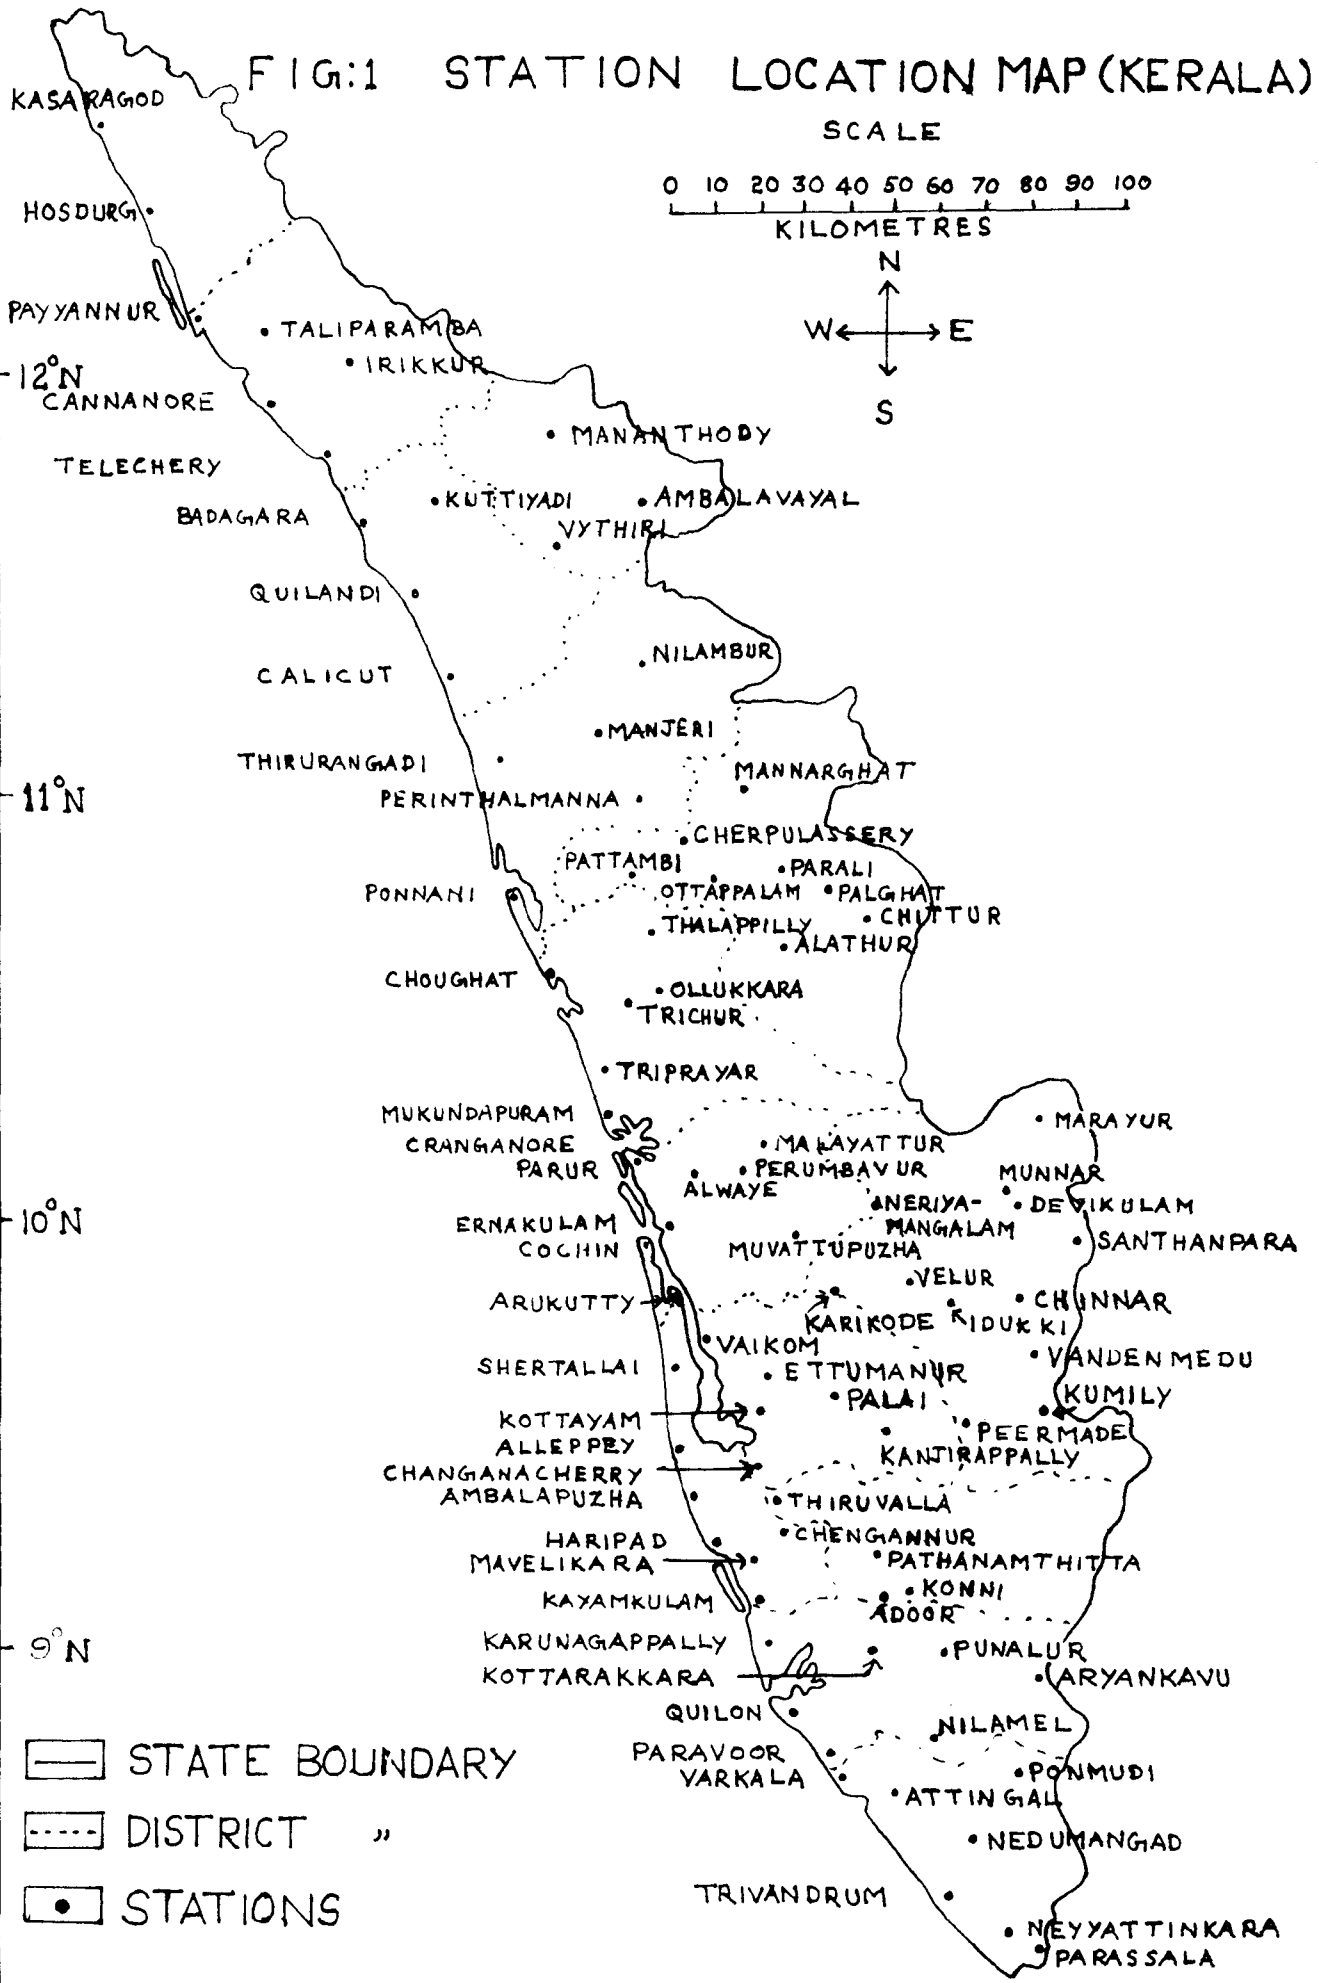 FIG:1 STATION LOCATION MAP (KERALA)
SCALE
0 10 20 30 40 50 60 70 80 90 100
KILOMETRES
N
W E
S
KASARAGOD
HOSDURG
PAYYANNUR
TALIPARAMBA
IRIKKUR
12°N
CANNANORE
MANANTHODY
TELECHERY
KUTTIYADI
AMBALAVAYAL
BADAGARA
VYTHIRI
QUILANDI
NILAMBUR
CALICUT
MANJERI
THIRURANGADI
MANNARGHAT
11°N
PERINTHALMANNA
CHERPULASSERY
PATTAMBI
PARALI
OTTAPPALAM
PALGHAT
PONNANI
CHITTUR
THALAPPILLY
ALATHUR
CHOUGHAT
OLLUKKARA
TRICHUR
TRIPRAYAR
MUKUNDAPURAM
MARAYUR
CRANGANORE
MALAYATTUR
PARUR
PERUMBAVUR
MUNNAR
ALWAYE
NERIYA-
MANGALAM
DEVIKULAM
10°N
ERNAKULAM
SANTHANPARA
COCHIN
MUVATTUPUZHA
VELUR
ARUKUTTY
CHINNAR
KARIKODE
IDUKKI
VAIKOM
VANDENMEDU
SHERTALLAI
ETTUMANUR
PALAI
KUMILY
KOTTAYAM
PEERMADE
ALLEPPEY
KANJIRAPPALLY
CHANGANACHERRY
AMBALAPUZHA
THIRUVALLA
CHENGANNUR
HARIPAD
MAVELIKARA
PATHANAMTHITTA
KAYAMKULAM
KONNI
ADOOR
KARUNAGAPPALLY
9°N
PUNALUR
KOTTARAKKARA
ARYANKAVU
QUILON
NILAMEL
PARAVOOR
VARKALA
PONMUDI
ATTINGAL
NEDUMANGAD
TRIVANDRUM
NEYYATTINKARA
PARASSALA
STATE BOUNDARY
DISTRICT "
STATIONS